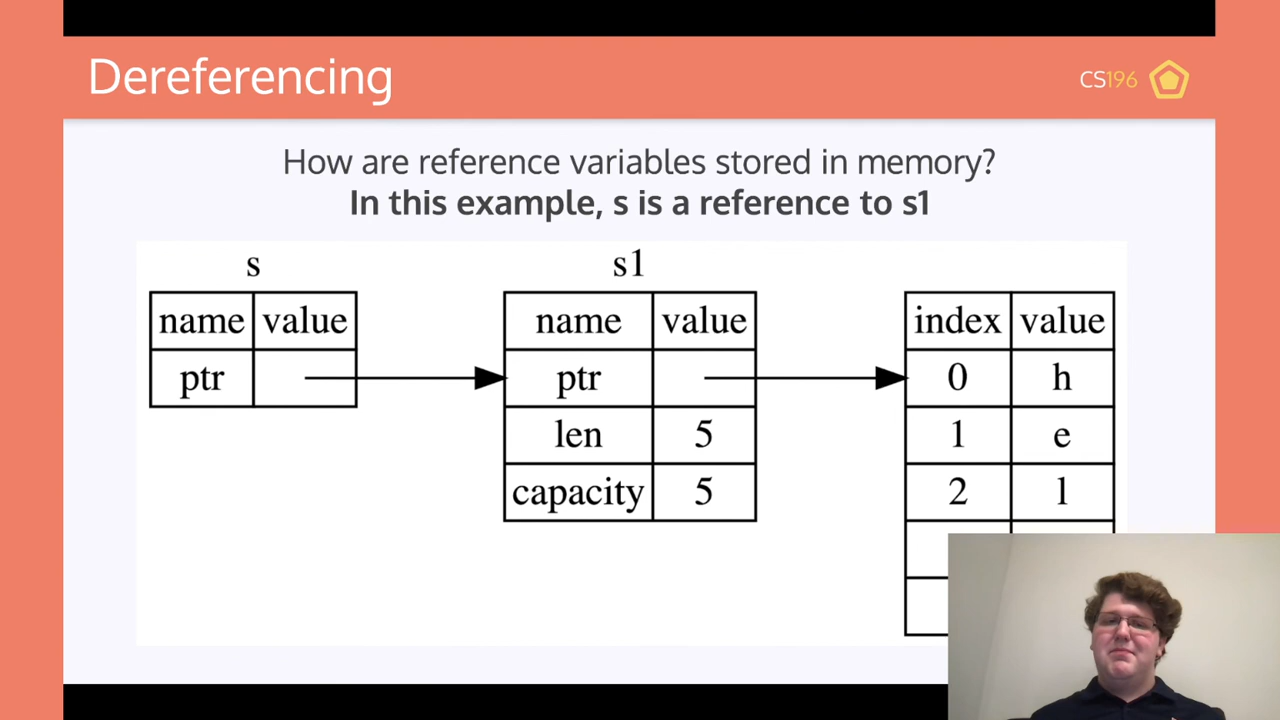 Dereferencing
CS196
How are reference variables stored in memory?
In this example, s is a reference to s1
s
name value
ptr
s1
name value
ptr
len 5
capacity 5
index value
0 h
1 e
2 l